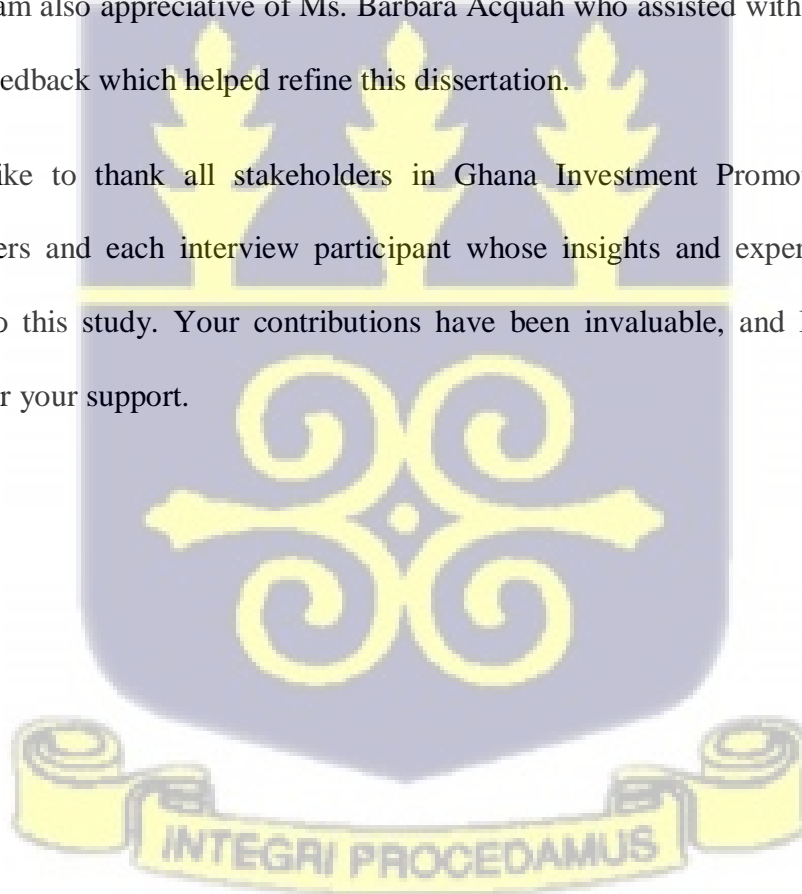 am also appreciative of Ms. Barbara Acquah who assisted with
edback which helped refine this dissertation.
ike to thank all stakeholders in Ghana Investment Promo
ers and each interview participant whose insights and exper
o this study. Your contributions have been invaluable, and
r your support.
INTEGRI PROCEDAMUS